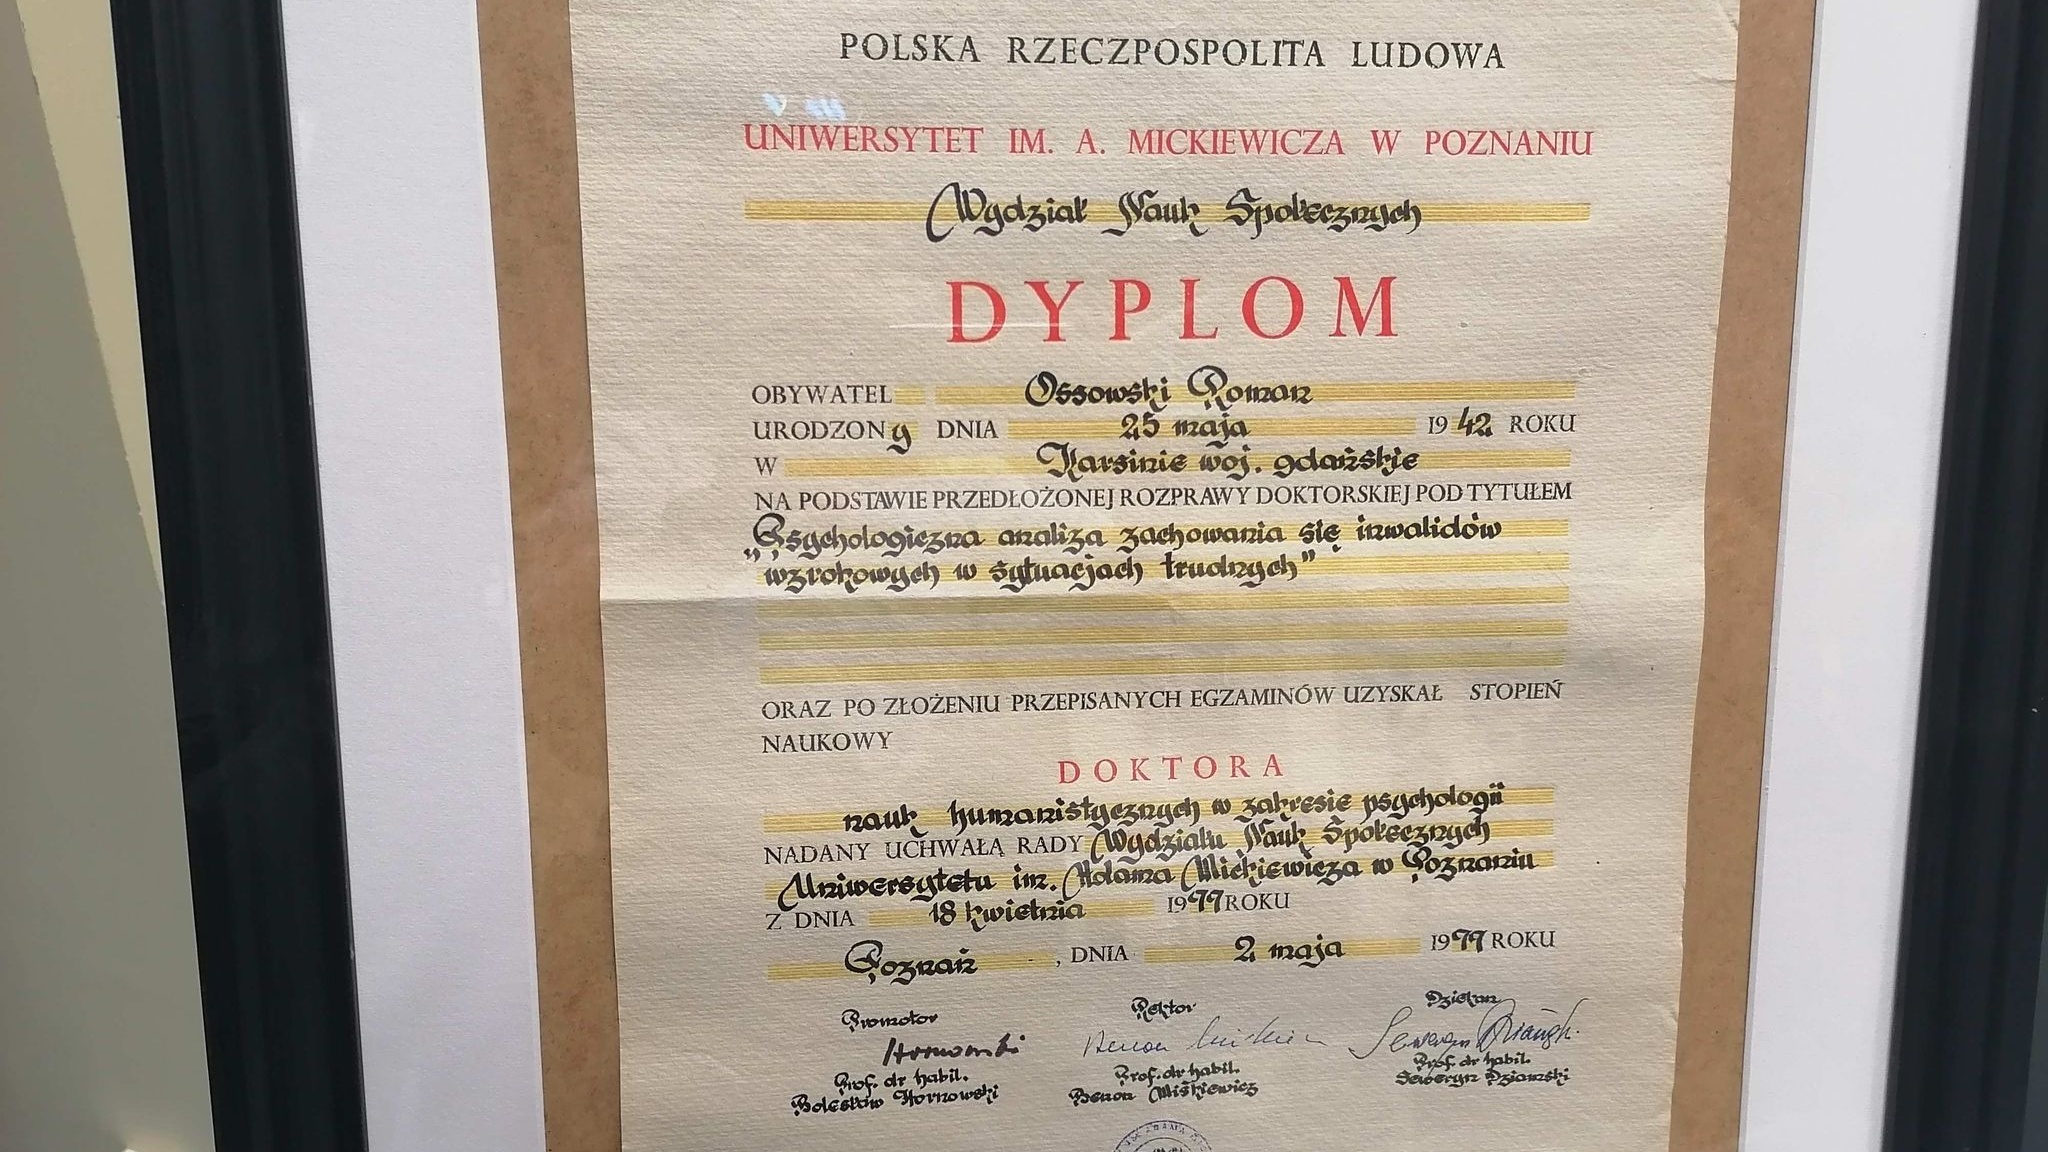 POLSKA RZECZPOSPOLITA LUDOWA
UNIWERSYTET IM. A. MICKIEWICZA W POZNANIU
Wydział Nauk Społecznych
DYPLOM
OBYWATEL Ossowski Roman
URODZONy DNIA 25 maja 1942 ROKU
W Karsinie woj. gdańskie
NA PODSTAWIE PRZEDŁOŻONEJ ROZPRAWY DOKTORSKIEJ POD TYTUŁEM
„Psychologiczna analiza zachowania się inwalidów
wzrokowych w sytuacjach trudnych”
ORAZ PO ZŁOŻENIU PRZEPISANYCH EGZAMINÓW UZYSKAŁ STOPIEŃ
NAUKOWY
DOKTORA
nauk humanistycznych w zakresie psychologii
NADANY UCHWAŁĄ RADY Wydziału Nauk Społecznych
Uniwersytetu im. Adama Mickiewicza w Poznaniu
Z DNIA 18 kwietnia 1977 ROKU
Poznań, DNIA 2 maja 1977 ROKU
Promotor Rektor Dziekan
Hornowski
Prof. dr habil. Prof. dr habil. Prof. dr habil.
Bolesław Hornowski Benon Miśkiewicz Seweryn Dziamski